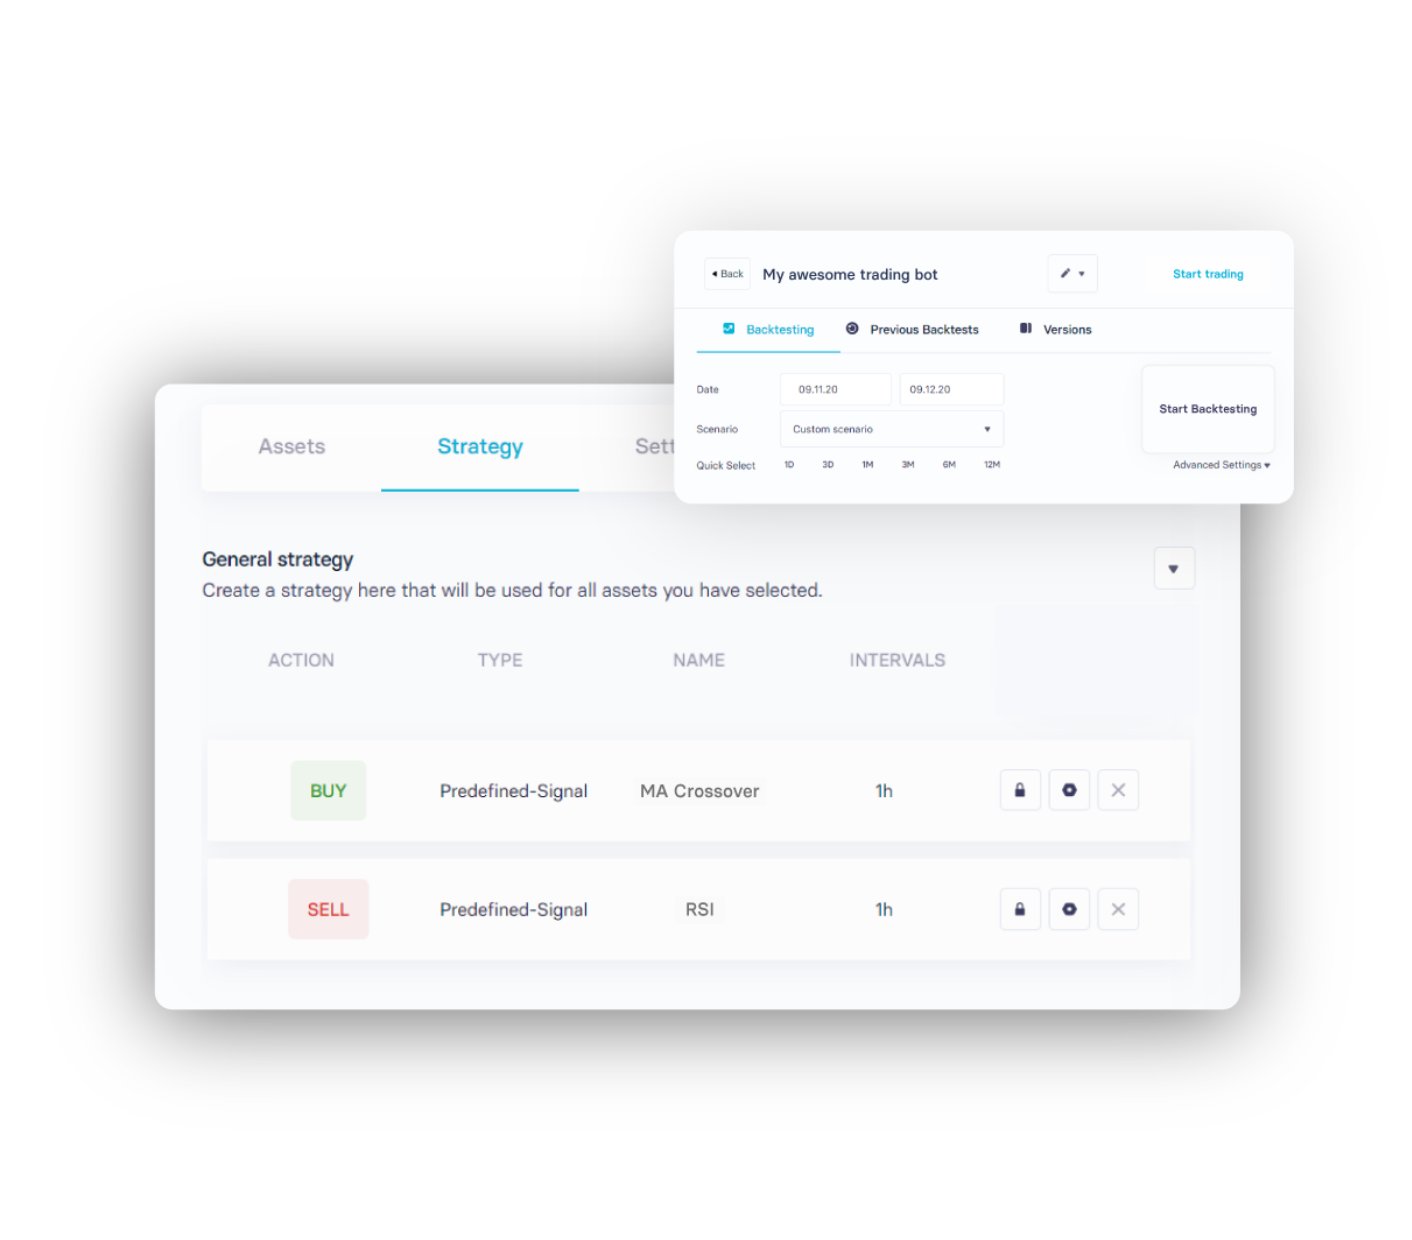 Back My awesome trading bot Start trading
Backtesting Previous Backtests Versions
Date 09.11.20 09.12.20
Start Backtesting
Scenario Custom scenario
Quick Select 1D 3D 1M 3M 6M 12M Advanced Settings
Assets Strategy Sett
General strategy
Create a strategy here that will be used for all assets you have selected.
ACTION TYPE NAME INTERVALS
BUY Predefined-Signal MA Crossover 1h
SELL Predefined-Signal RSI 1h